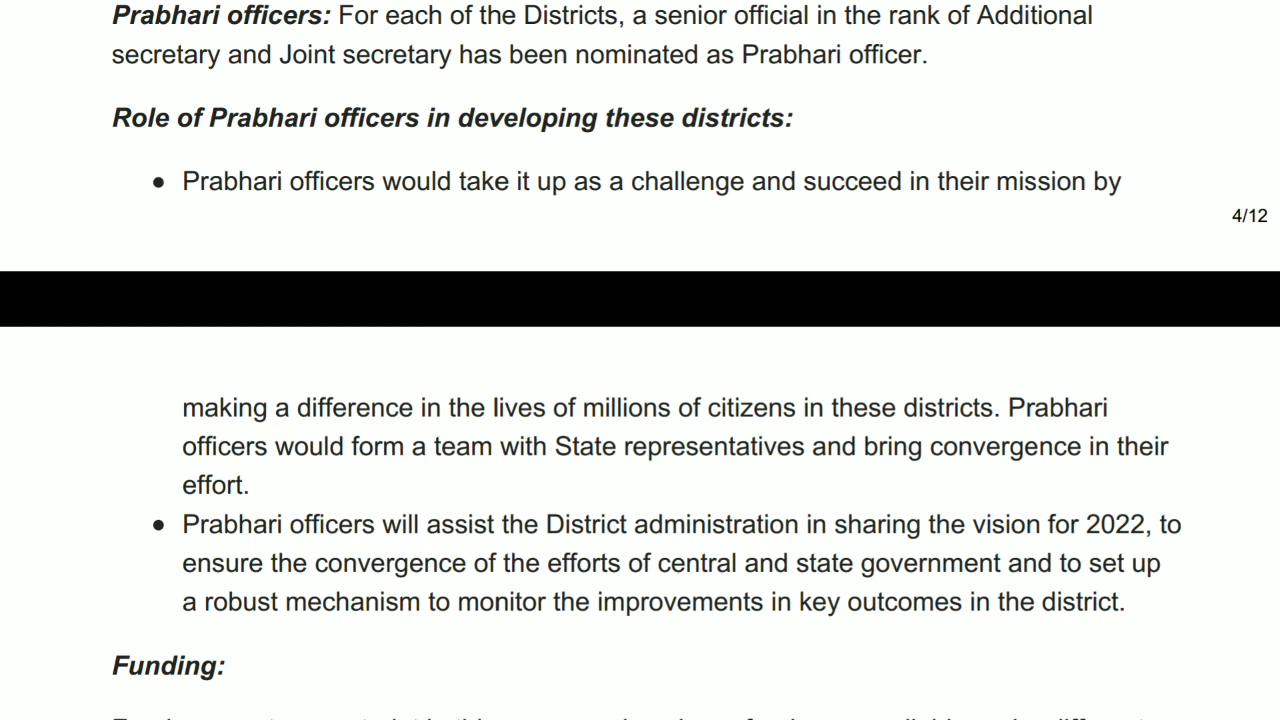 Prabhari officers: For each of the Districts, a senior official in the rank of Additional
secretary and Joint secretary has been nominated as Prabhari officer.
Role of Prabhari officers in developing these districts:
● Prabhari officers would take it up as a challenge and succeed in their mission by
4/12
making a difference in the lives of millions of citizens in these districts. Prabhari
officers would form a team with State representatives and bring convergence in their
effort.
● Prabhari officers will assist the District administration in sharing the vision for 2022, to
ensure the convergence of the efforts of central and state government and to set up
a robust mechanism to monitor the improvements in key outcomes in the district.
Funding: